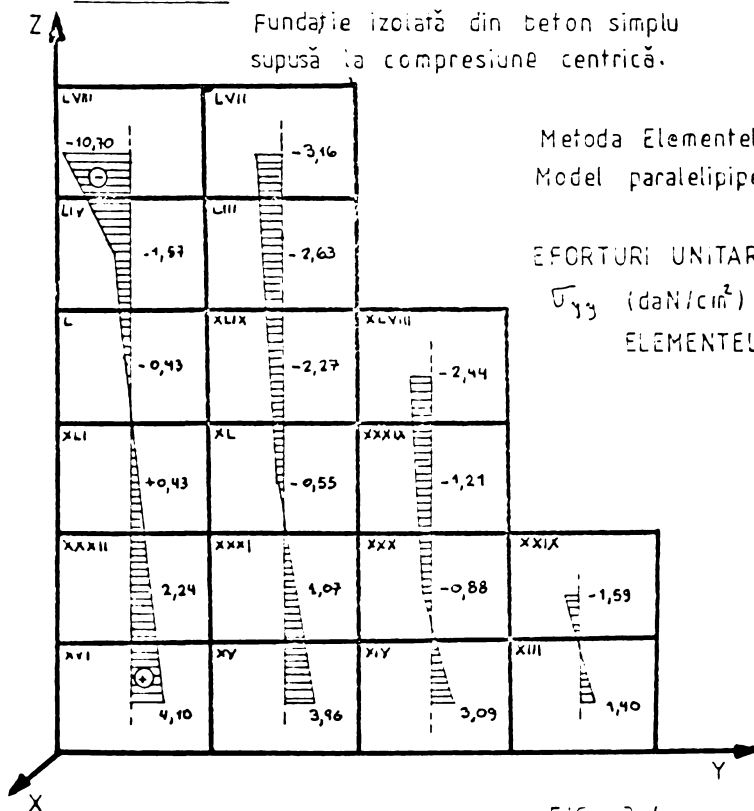 Z
Fundație izolată din beton simplu
supusă la compresiune centrică.
LVIII LVII
-10,70 -3,16
Metoda Elementel
Model paralelipipe
LIV LIII
-1,57 -2,63
EFORTURI UNITAR
σyy (daN/cm²)
ELEMENTEL
L XLIX XLVIII
-0,43 -2,27 -2,44
XLI XL XXXIX
+0,43 -0,55 -1,21
XXXII XXXI XXX XXIX
2,24 1,07 -0,88 -1,59
XVI XV XIV XIII
4,10 3,96 3,09 1,40
X Y